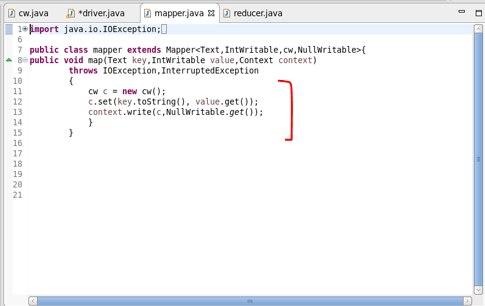 cw.java
*driver.java
mapper.java
reducer.java
1 import java.io.IOException;
6
7 public class mapper extends Mapper<Text,IntWritable,cw,NullWritable>{
8 public void map(Text key,IntWritable value,Context context)
9 throws IOException,InterruptedException
10 {
11 cw c = new cw();
12 c.set(key.toString(), value.get());
13 context.write(c,NullWritable.get());
14 }
15 }
16
17
18
19
20
21